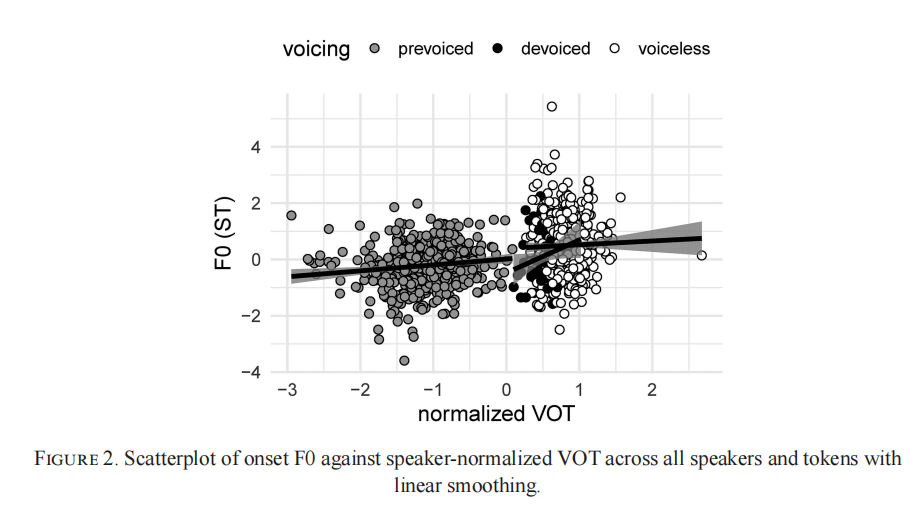 voicing prevoiced devoiced voiceless
4
2
0
−2
−4
F0 (ST)
−3 −2 −1 0 1 2
normalized VOT
FIGURE 2. Scatterplot of onset F0 against speaker-normalized VOT across all speakers and tokens with
linear smoothing.